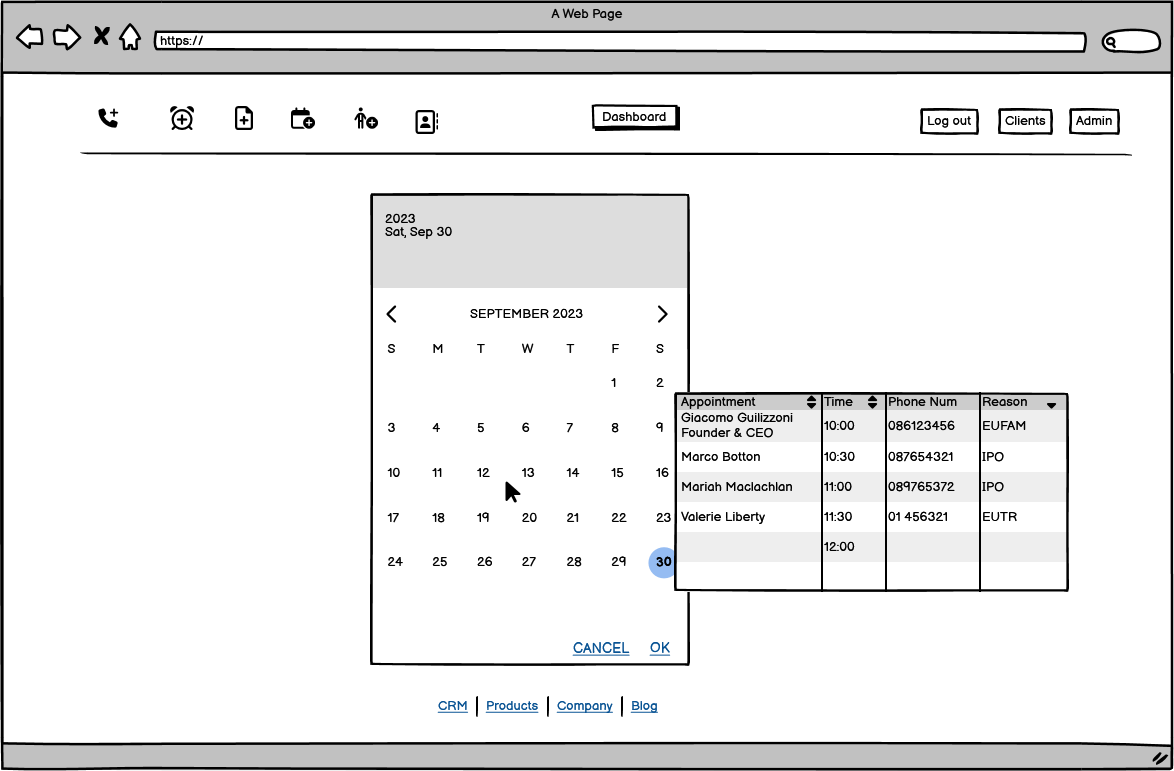 A Web Page
https://
Dashboard
Log out
Clients
Admin
2023
Sat, Sep 30
SEPTEMBER 2023
S M T W T F S
1 2
3 4 5 6 7 8 9
10 11 12 13 14 15 16
17 18 19 20 21 22 23
24 25 26 27 28 29 30
CANCEL OK
Appointment Time Phone Num Reason
Giacomo Guilizzoni
Founder & CEO 10:00 086123456 EUFAM
Marco Botton 10:30 087654321 IPO
Mariah Maclachlan 11:00 089765372 IPO
Valerie Liberty 11:30 01 456321 EUTR
12:00
CRM Products Company Blog